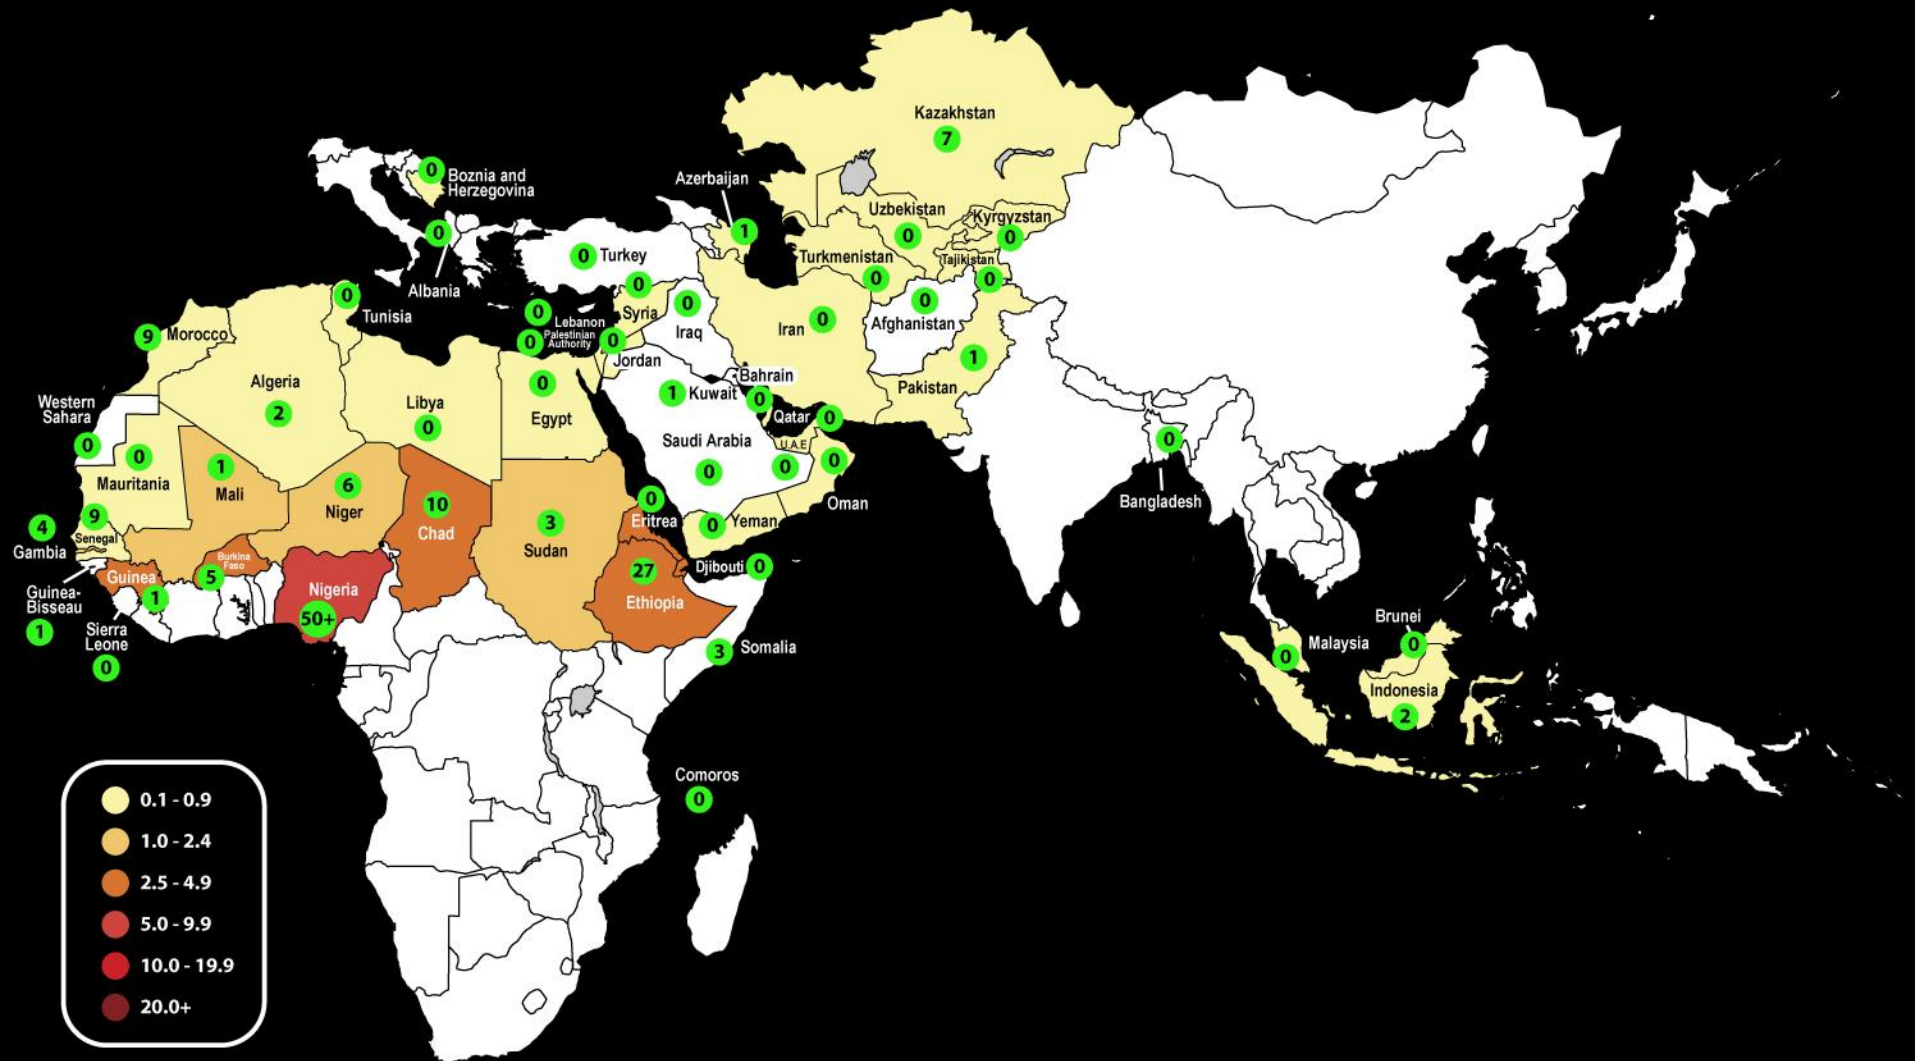 Kazakhstan
7
0
Boznia and
Herzegovina
Azerbaijan
1
Uzbekistan
0
Kyrgyzstan
0
0
Albania
0
Turkey
Turkmenistan
0
Tajikistan
0
0
Tunisia
0
Syria
0
Iraq
0
Lebanon
0
Palestinian
Authority
0
Jordan
Iran
0
0
Afghanistan
1
Pakistan
9
Morocco
Algeria
2
Libya
0
0
Egypt
1
Kuwait
Bahrain
0
Qatar
0
Saudi Arabia
0
U.A.E
0
0
Oman
Western
Sahara
0
0
Mauritania
1
Mali
6
Niger
10
Chad
3
Sudan
0
Eritrea
0
Yeman
0
Bangladesh
4
Gambia
9
Senegal
Guinea
1
Burkina
Faso
5
Nigeria
50+
27
Ethiopia
Djibouti
0
Guinea-
Bisseau
1
Sierra
Leone
0
3
Somalia
0
Malaysia
Brunei
0
Indonesia
2
Comoros
0
0.1 - 0.9
1.0 - 2.4
2.5 - 4.9
5.0 - 9.9
10.0 - 19.9
20.0+